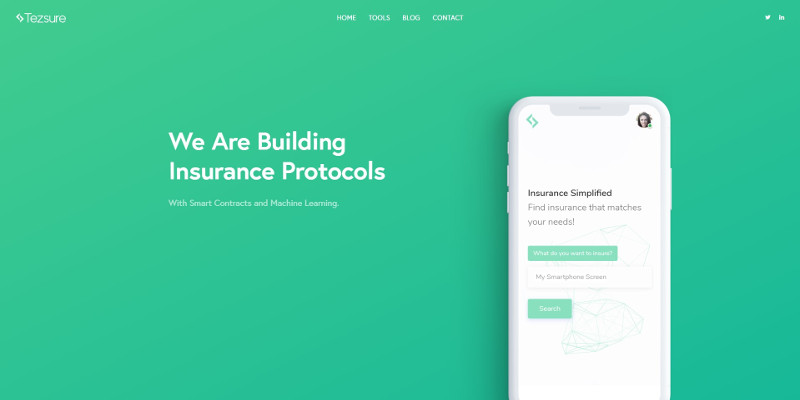 Tezsure
HOME TOOLS BLOG CONTACT
We Are Building
Insurance Protocols
With Smart Contracts and Machine Learning.
Insurance Simplified
Find insurance that matches
your needs!
What do you want to insure?
My Smartphone Screen
Search